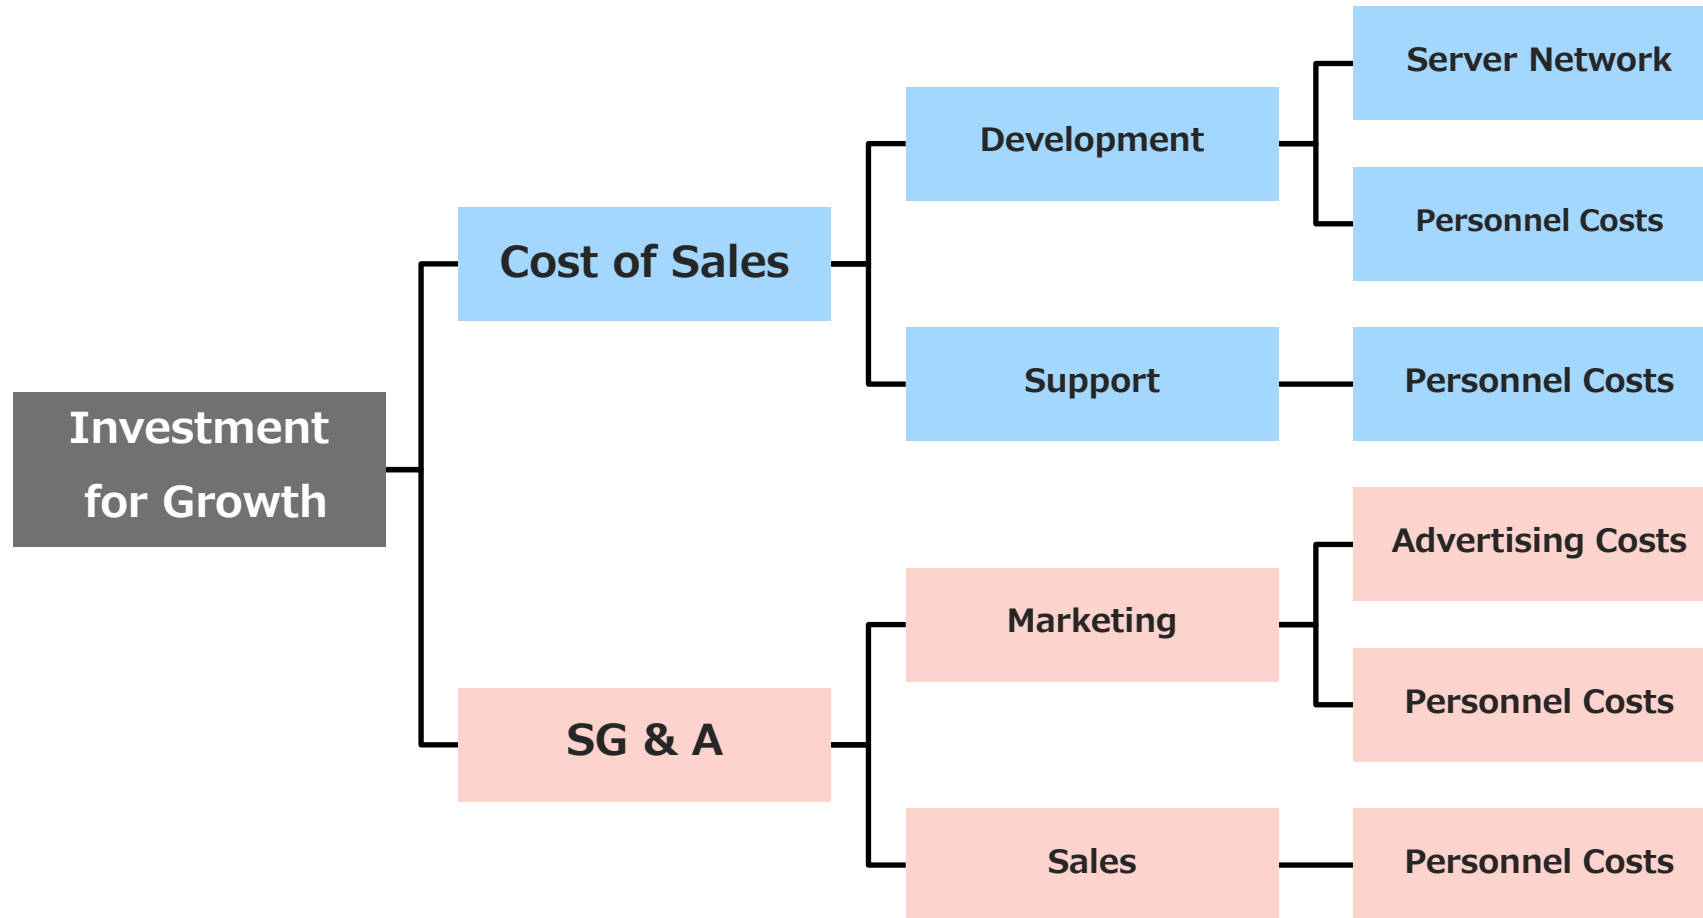 Server Network
Development
Personnel Costs
Cost of Sales
Support
Personnel Costs
Investment
for Growth
Advertising Costs
Marketing
Personnel Costs
SG & A
Sales
Personnel Costs